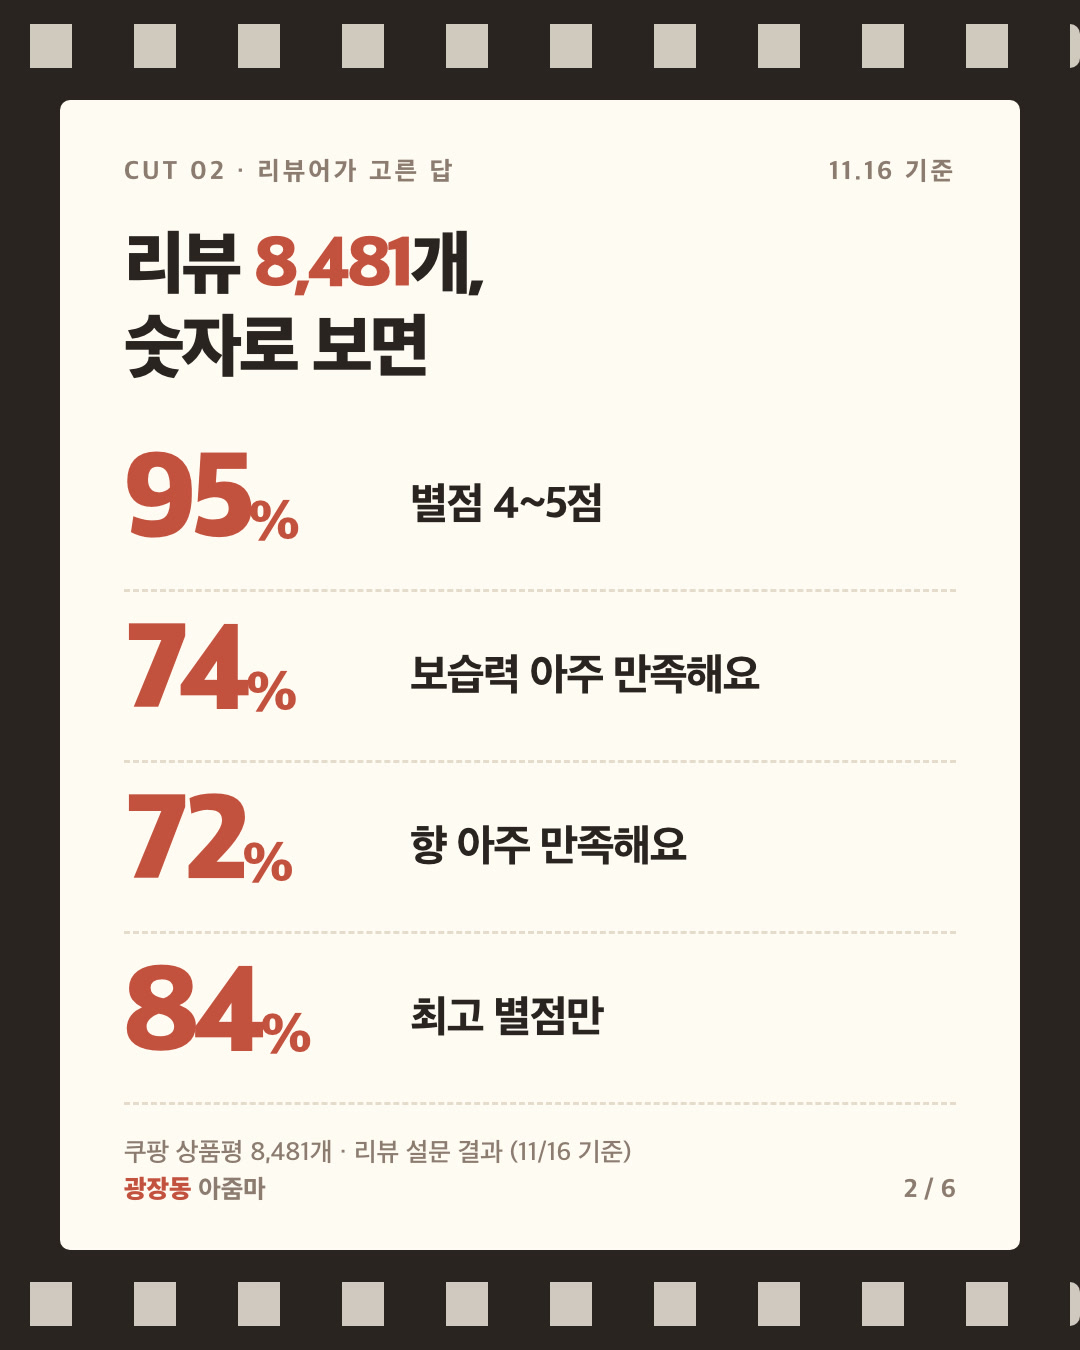 CUT 02 · 리뷰어가 고른 답
11.16 기준
리뷰 8,481개,
숫자로 보면
95% 별점 4~5점
74% 보습력 아주 만족해요
72% 향 아주 만족해요
84% 최고 별점만
쿠팡 상품평 8,481개 · 리뷰 설문 결과 (11/16 기준)
광장동 아줌마
2 / 6